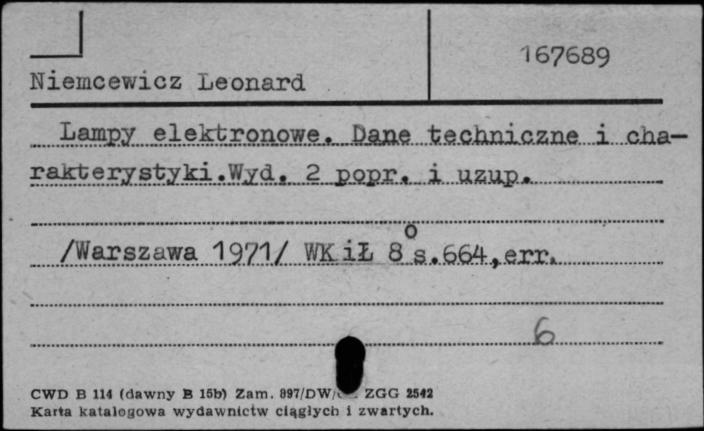 167689
Niemcewicz Leonard
Lampy elektronowe. Dane techniczne i cha-
rakterystyki.Wyd. 2 popr. i uzup.
/Warszawa 1971/ WKiŁ 8° s.664,err.
6
CWD B 114 (dawny B 15b) Zam. 897/DW/ ZGG 2542
Karta katalogowa wydawnictw ciągłych i zwartych.